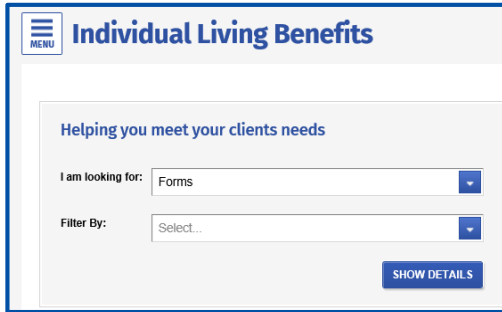 MENU
Individual Living Benefits
Helping you meet your clients needs
I am looking for: Forms
Filter By: Select...
SHOW DETAILS